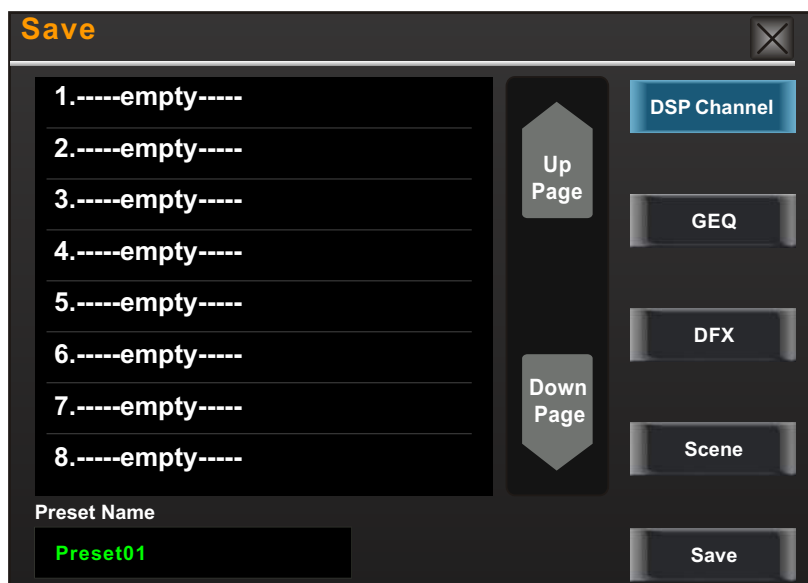 Save
1.-----empty-----
2.-----empty-----
3.-----empty-----
4.-----empty-----
5.-----empty-----
6.-----empty-----
7.-----empty-----
8.-----empty-----
Up
Page
Down
Page
DSP Channel
GEQ
DFX
Scene
Preset Name
Preset01
Save